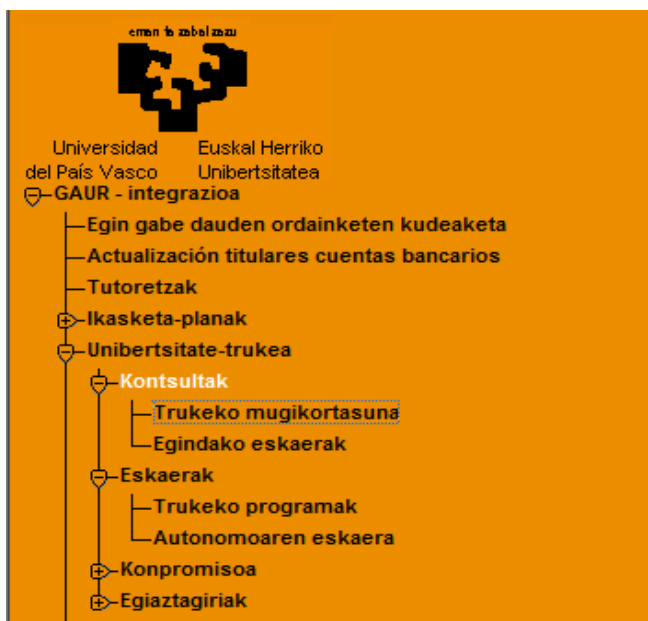 eman ta zabal zazu
Universidad Euskal Herriko
del País Vasco Unibertsitatea
GAUR - integrazioa
Egin gabe dauden ordainketen kudeaketa
Actualización titulares cuentas bancarios
Tutoretzak
Ikasketa-planak
Unibertsitate-trukea
Kontsultak
Trukeko mugikortasuna
Egindako eskaerak
Eskaerak
Trukeko programak
Autonomoaren eskaera
Konpromisoa
Egiaztagiriak